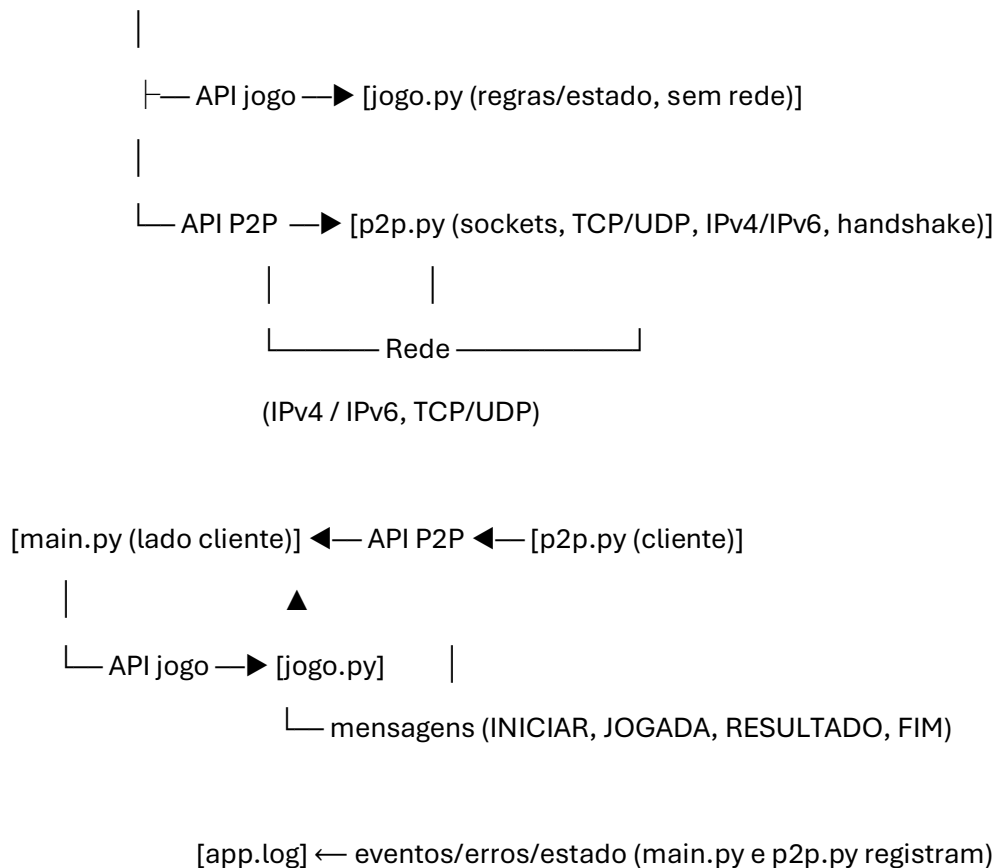 API jogo [jogo.py (regras/estado, sem rede)]
API P2P [p2p.py (sockets, TCP/UDP, IPv4/IPv6, handshake)]
Rede
(IPv4 / IPv6, TCP/UDP)
[main.py (lado cliente)] API P2P [p2p.py (cliente)]
API jogo [jogo.py]
mensagens (INICIAR, JOGADA, RESULTADO, FIM)
[app.log] ← eventos/erros/estado (main.py e p2p.py registram)